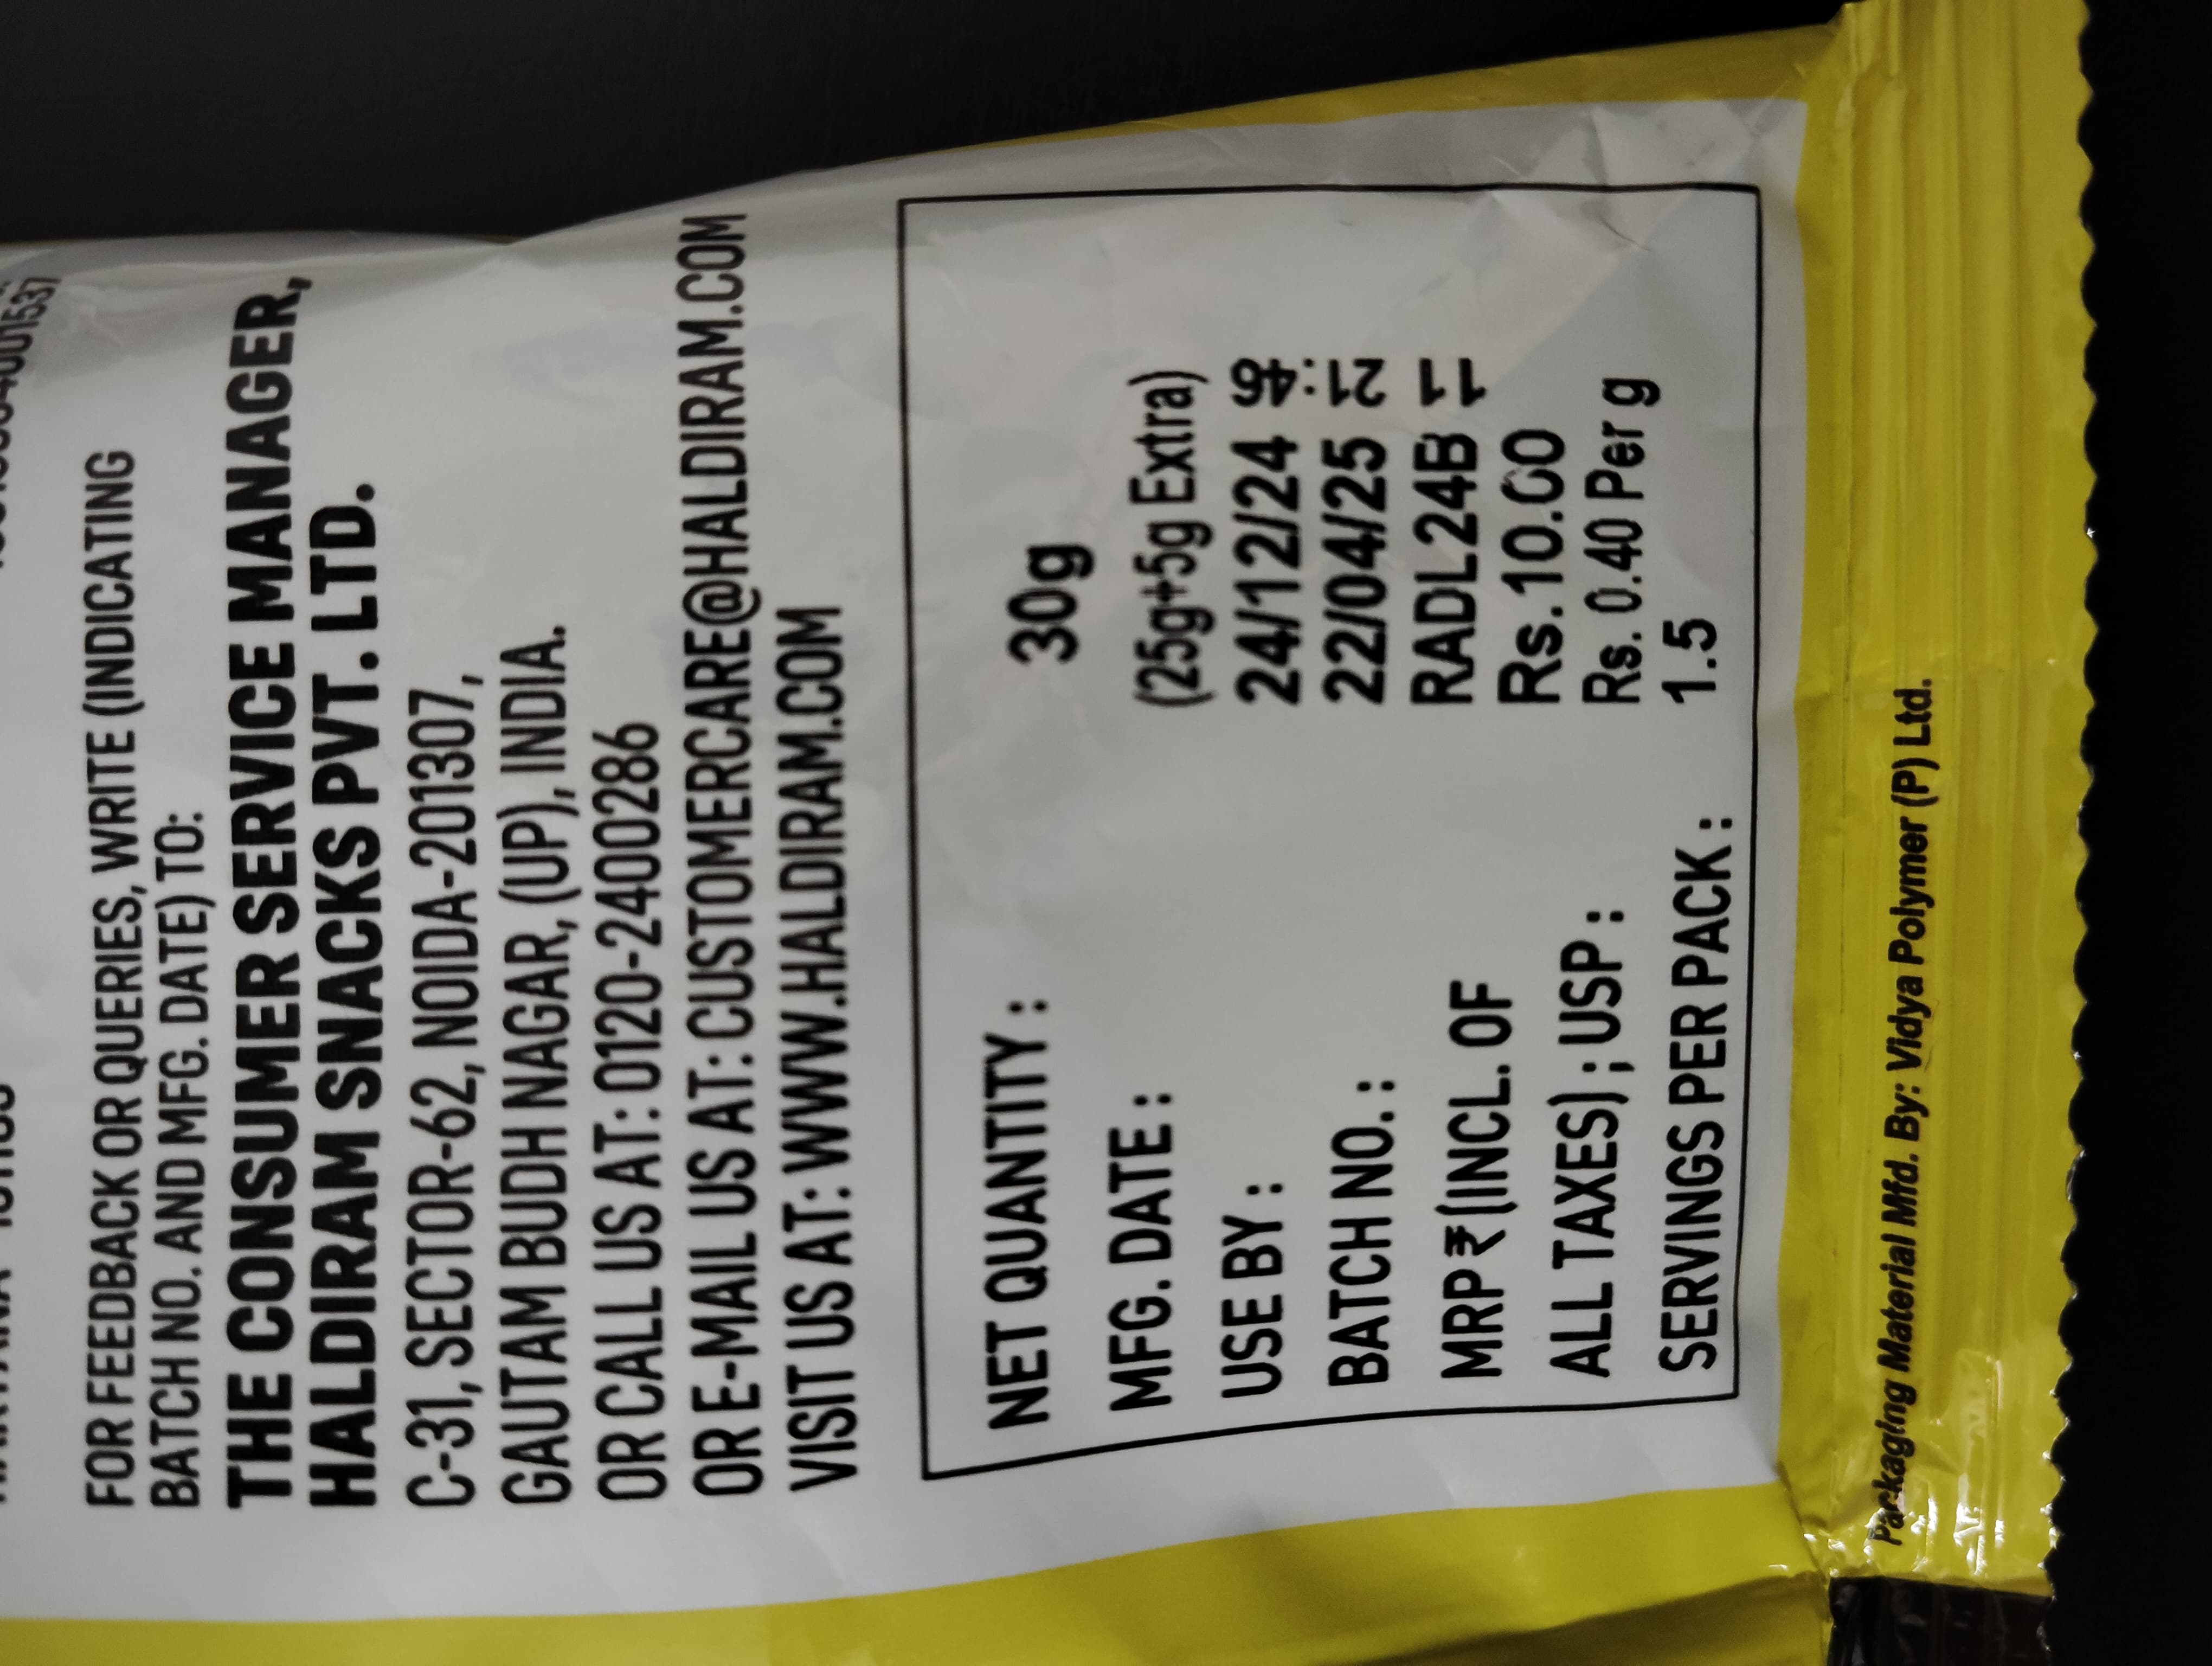 FOR FEEDBACK OR QUERIES, WRITE (INDICATING
BATCH NO. AND MFG. DATE) TO:
THE CONSUMER SERVICE MANAGER,
HALDIRAM SNACKS PVT. LTD.
C-31, SECTOR-62, NOIDA-201307,
GAUTAM BUDH NAGAR, (UP), INDIA.
OR CALL US AT: 0120-2400286
OR E-MAIL US AT: CUSTOMERCARE@HALDIRAM.COM
VISIT US AT: WWW.HALDIRAM.COM
NET QUANTITY : 30g
(25g+5g Extra)
MFG. DATE : 24/12/24
USE BY : 22/04/25
BATCH NO. : RADL24B
MRP ₹ (INCL. OF Rs.10.00
ALL TAXES) ; USP : Rs. 0.40 Per g
SERVINGS PER PACK : 1.5
11 21:46
Packaging Material Mfd. By: Vidya Polymer (P) Ltd.